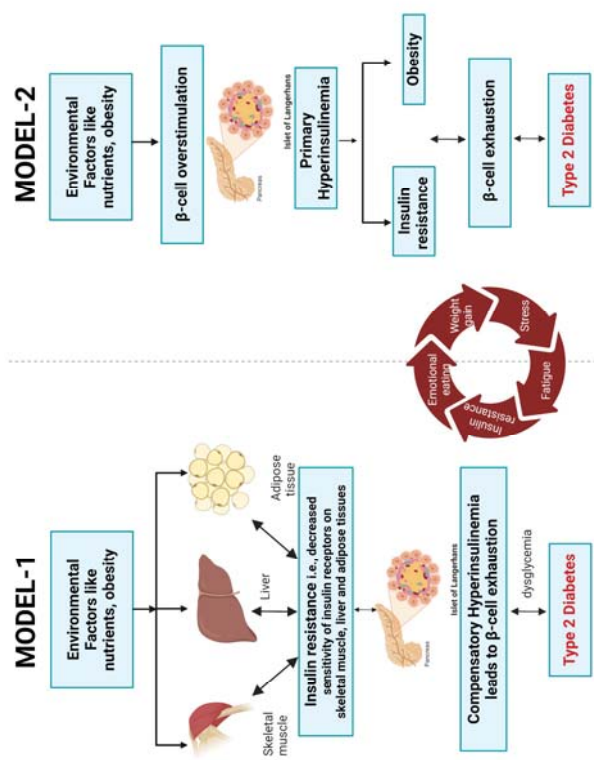 MODEL-1
Environmental
Factors like
nutrients, obesity
Skeletal
muscle
Liver
Adipose
tissue
Insulin resistance i.e., decreased
sensitivity of insulin receptors on
skeletal muscle, liver and adipose tissues
Pancreas
Islet of Langerhans
Compensatory Hyperinsulinemia
leads to β-cell exhaustion
dysglycemia
Type 2 Diabetes
Emotional
eating
Weight
gain
Stress
Fatigue
Insulin
resistance
MODEL-2
Environmental
Factors like
nutrients, obesity
β-cell overstimulation
Pancreas
Islet of Langerhans
Primary
Hyperinsulinemia
Insulin
resistance
Obesity
β-cell exhaustion
Type 2 Diabetes